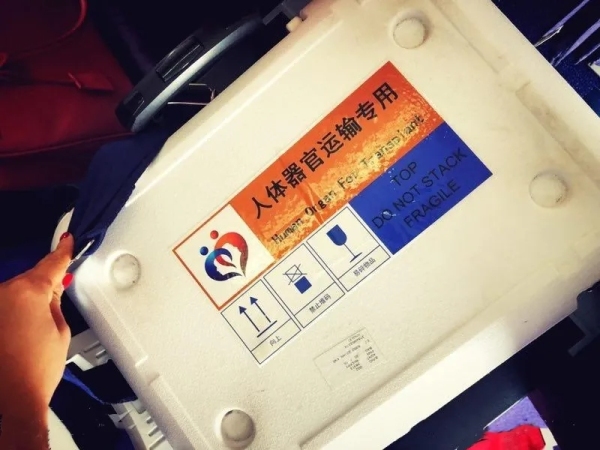 人体器官运输专用
Human Organ For Transplant
TOP
DO NOT STACK
FRAGILE
向上
禁止堆码
易碎物品